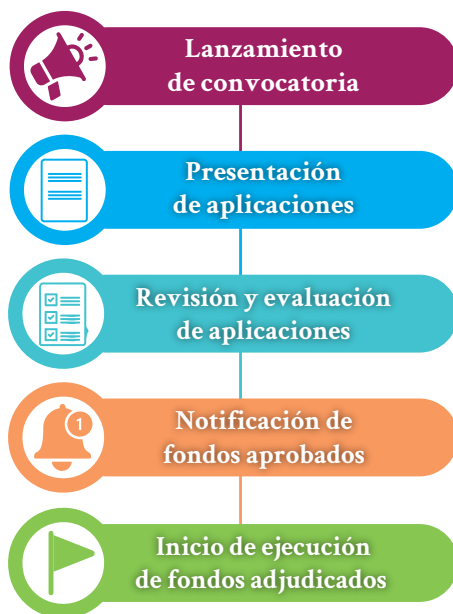 Lanzamiento
de convocatoria
Presentación
de aplicaciones
Revisión y evaluación
de aplicaciones
1
Notificación de
fondos aprobados
Inicio de ejecución
de fondos adjudicados